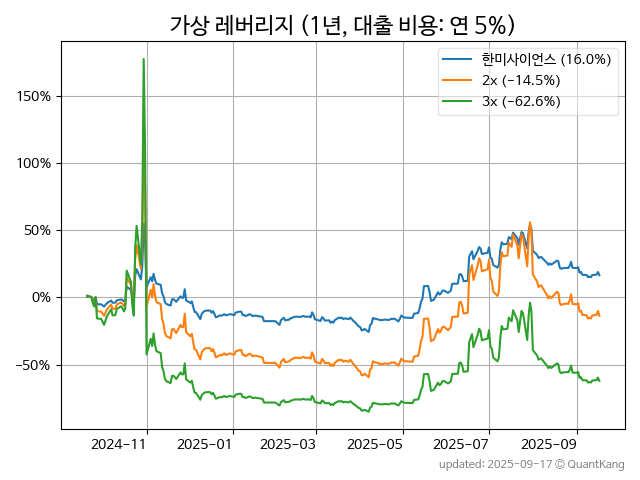 가상 레버리지 (1년, 대출 비용: 연 5%)
한미사이언스 (16.0%)
2x (−14.5%)
3x (−62.6%)
150%
100%
50%
0%
−50%
2024-11
2025-01
2025-03
2025-05
2025-07
2025-09
updated: 2025-09-17 © QuantKang